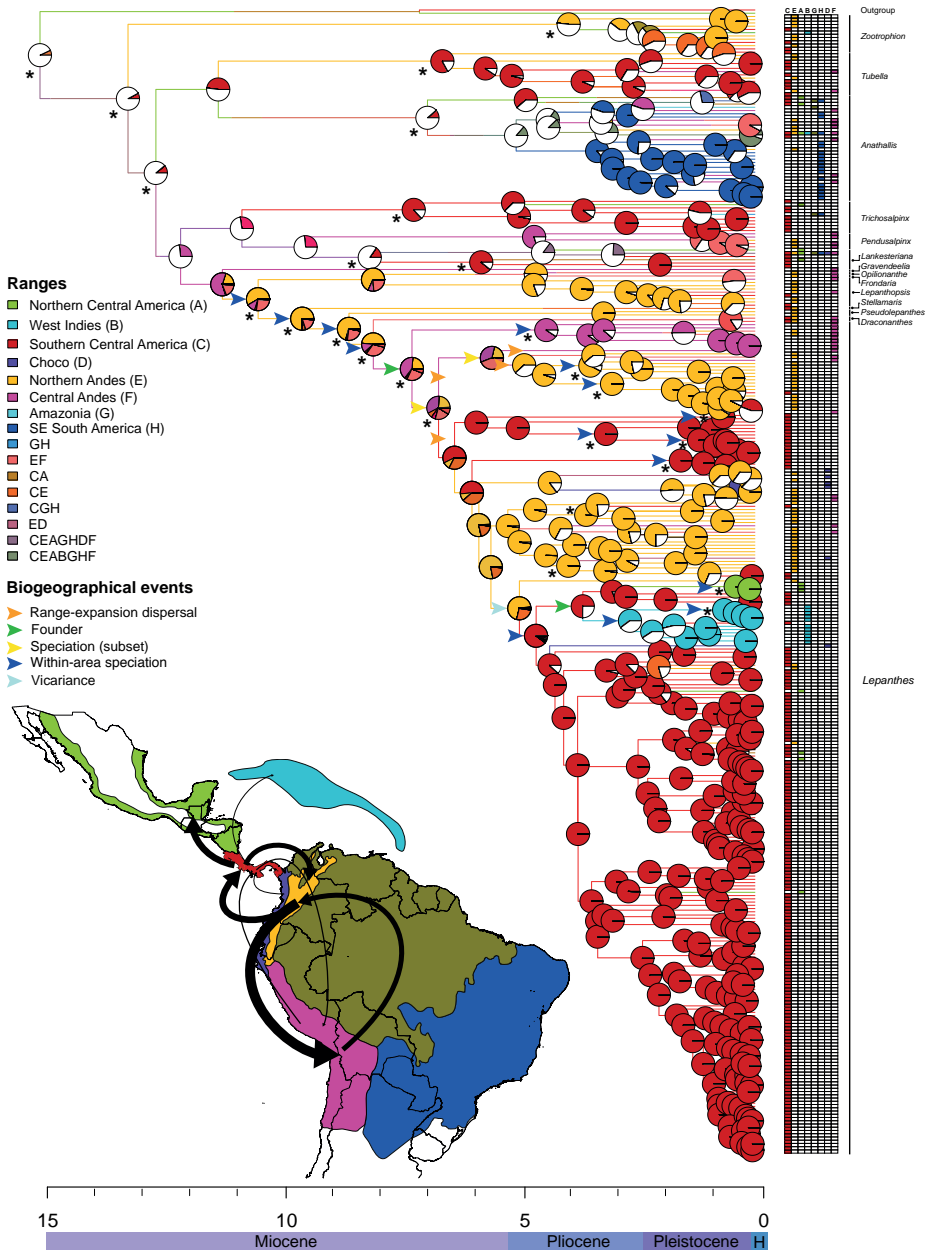 C E A B G H D F
Outgroup
Zootrophion
Tubella
Anathallis
Trichosalpinx
Pendusalpinx
Lankesteriana
Gravendeelia
Opilionanthe
Frondaria
Lepanthopsis
Stellamaris
Pseudolepanthes
Draconanthes
Lepanthes
Ranges
Northern Central America (A)
West Indies (B)
Southern Central America (C)
Choco (D)
Northern Andes (E)
Central Andes (F)
Amazonia (G)
SE South America (H)
GH
EF
CA
CE
CGH
ED
CEAGHDF
CEABGHF
Biogeographical events
Range-expansion dispersal
Founder
Speciation (subset)
Within-area speciation
Vicariance
15 10 5 0
Miocene Pliocene Pleistocene H